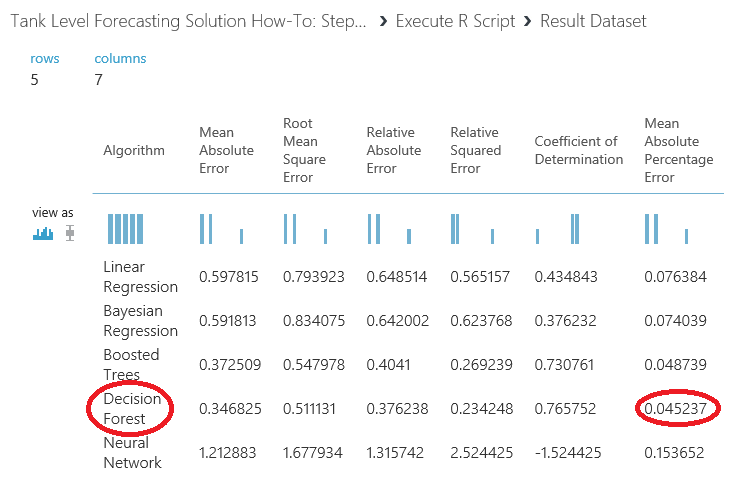 Tank Level Forecasting Solution How-To: Step... > Execute R Script > Result Dataset
rows columns
5 7
Algorithm Mean Absolute Error Root Mean Square Error Relative Absolute Error Relative Squared Error Coefficient of Determination Mean Absolute Percentage Error
view as
Linear Regression 0.597815 0.793923 0.648514 0.565157 0.434843 0.076384
Bayesian Regression 0.591813 0.834075 0.642002 0.623768 0.376232 0.074039
Boosted Trees 0.372509 0.547978 0.4041 0.269239 0.730761 0.048739
Decision Forest 0.346825 0.511131 0.376238 0.234248 0.765752 0.045237
Neural Network 1.212883 1.677934 1.315742 2.524425 -1.524425 0.153652